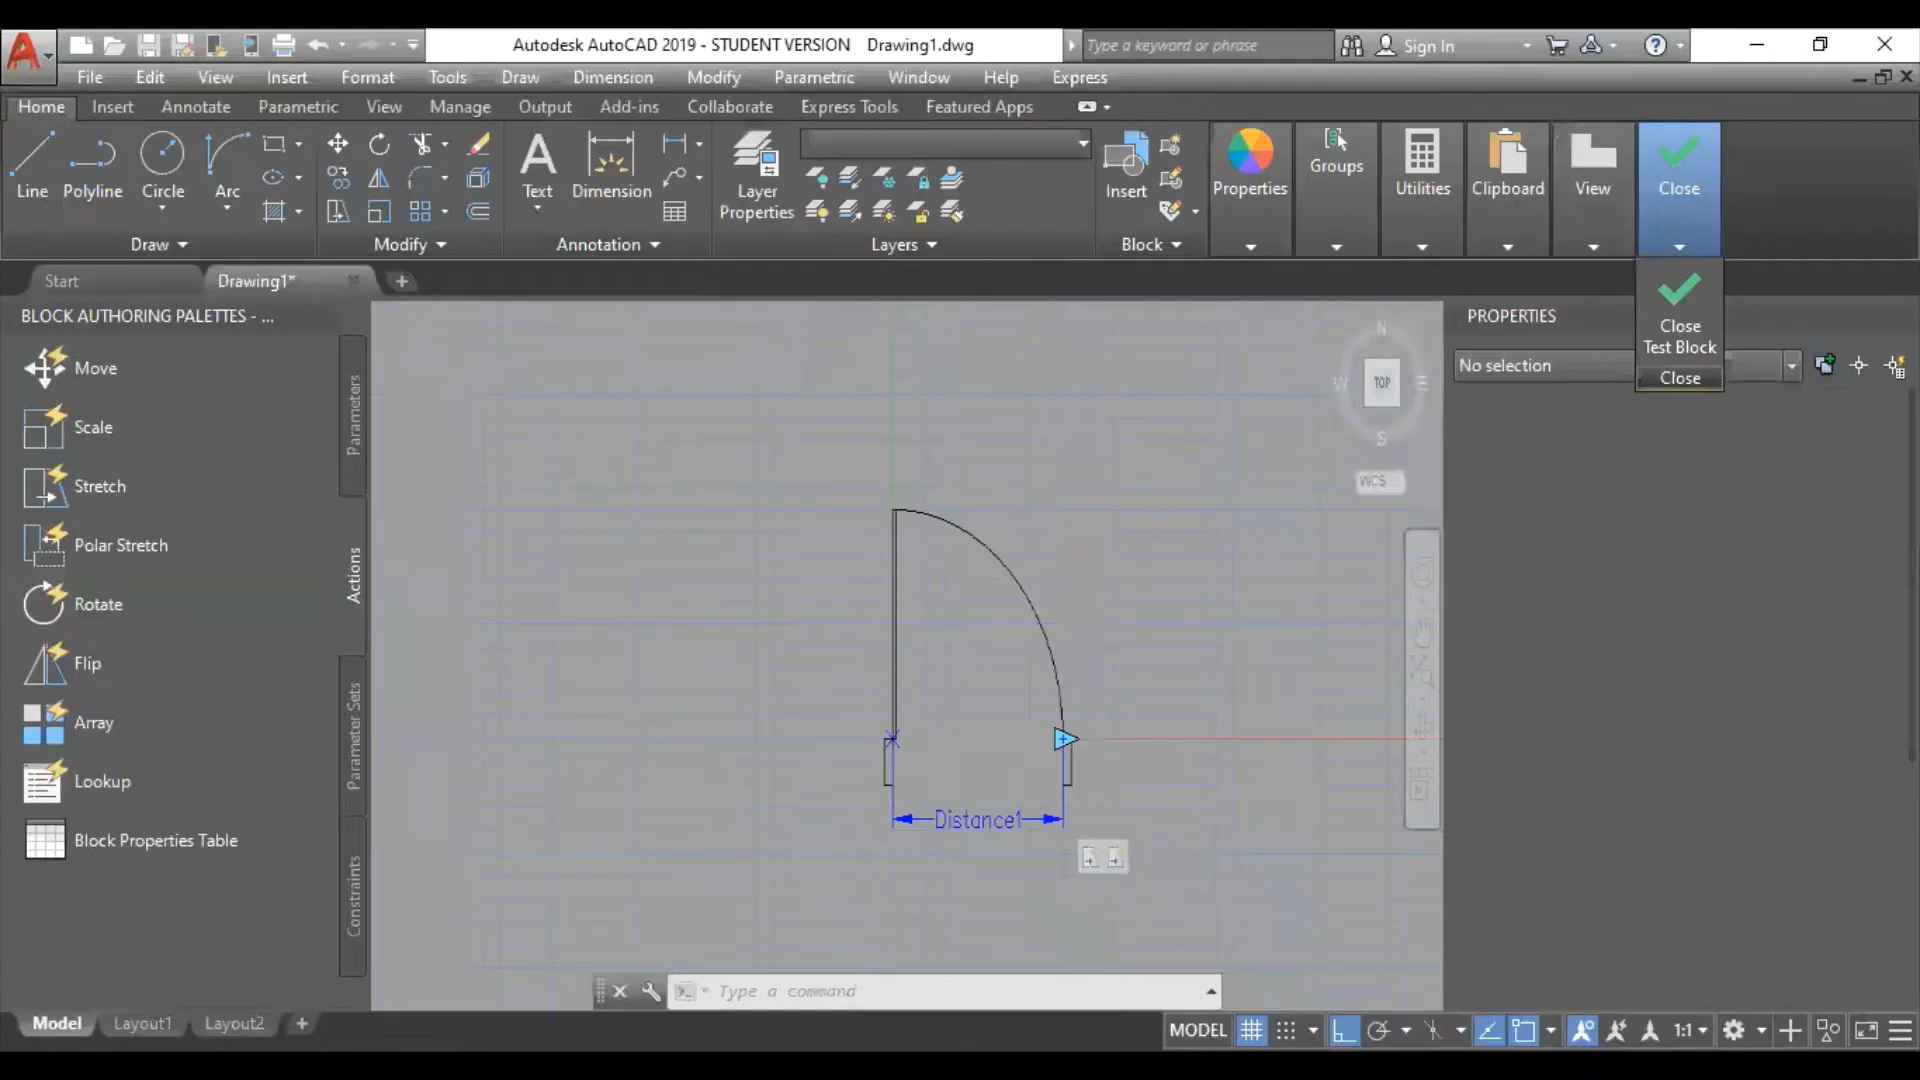 Autodesk AutoCAD 2019 - STUDENT VERSION Drawing1.dwg
Type a keyword or phrase
Sign In
File Edit View Insert Format Tools Draw Dimension Modify Parametric Window Help Express
Home Insert Annotate Parametric View Manage Output Add-ins Collaborate Express Tools Featured Apps
Line Polyline Circle Arc
Text Dimension
Layer Properties
Insert
Properties
Groups
Utilities
Clipboard
View
Close
Draw Modify Annotation Layers Block
Start Drawing1*
Close
Test Block
Close
BLOCK AUTHORING PALETTES - ...
Move
Scale
Stretch
Polar Stretch
Rotate
Flip
Array
Lookup
Block Properties Table
Parameters
Actions
Parameter Sets
Constraints
N
W TOP E
S
WCS
Distance1
PROPERTIES
No selection
Type a command
Model Layout1 Layout2
MODEL
1:1